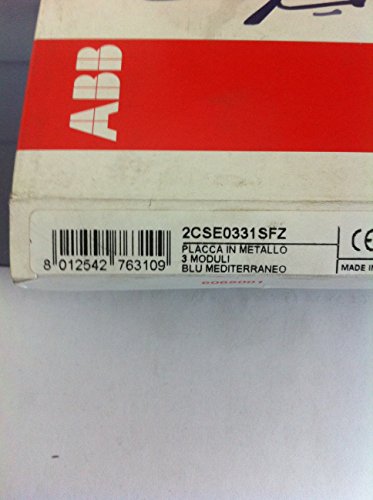 ABB
2CSE0331SFZ
PLACCA IN METALLO
3 MODULI
BLU MEDITERRANEO
8 012542 763109
CE
MADE IN